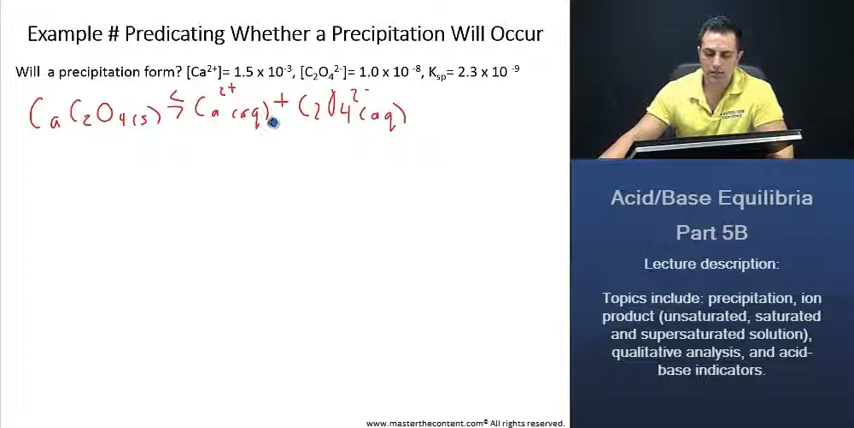 Example # Predicating Whether a Precipitation Will Occur
Will a precipitation form? [Ca²⁺]= 1.5 x 10⁻³, [C₂O₄²⁻]= 1.0 x 10 ⁻⁸, Kₛₚ= 2.3 x 10 ⁻⁹
CaC₂O₄(s) ⇌ Ca²⁺(aq) + C₂O₄²⁻(aq)
Acid/Base Equilibria
Part 5B
Lecture description:
Topics include: precipitation, ion
product (unsaturated, saturated
and supersaturated solution),
qualitative analysis, and acid-
base indicators.
www.masterthecontent.com© All rights reserved.